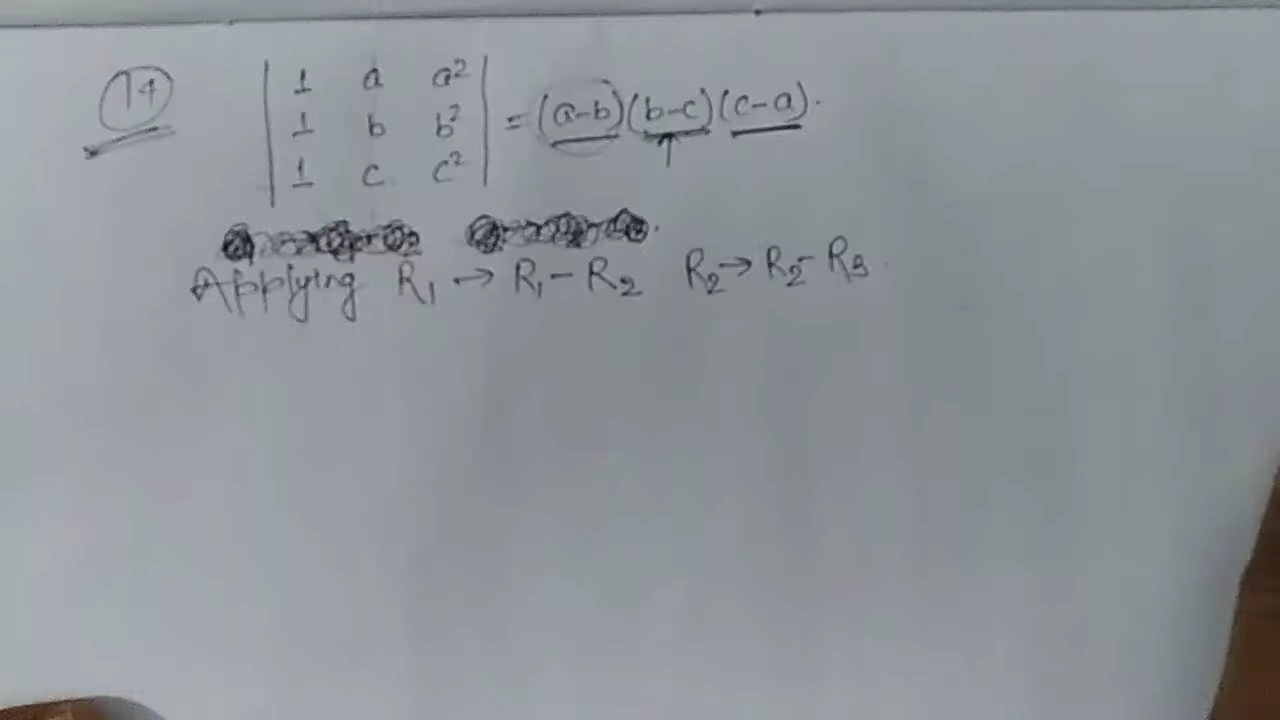 14
| 1 a a² |
| 1 b b² | = (a-b)(b-c)(c-a).
| 1 c c² |
Applying R₁ → R₁ - R₂ R₂ → R₂ - R₃.